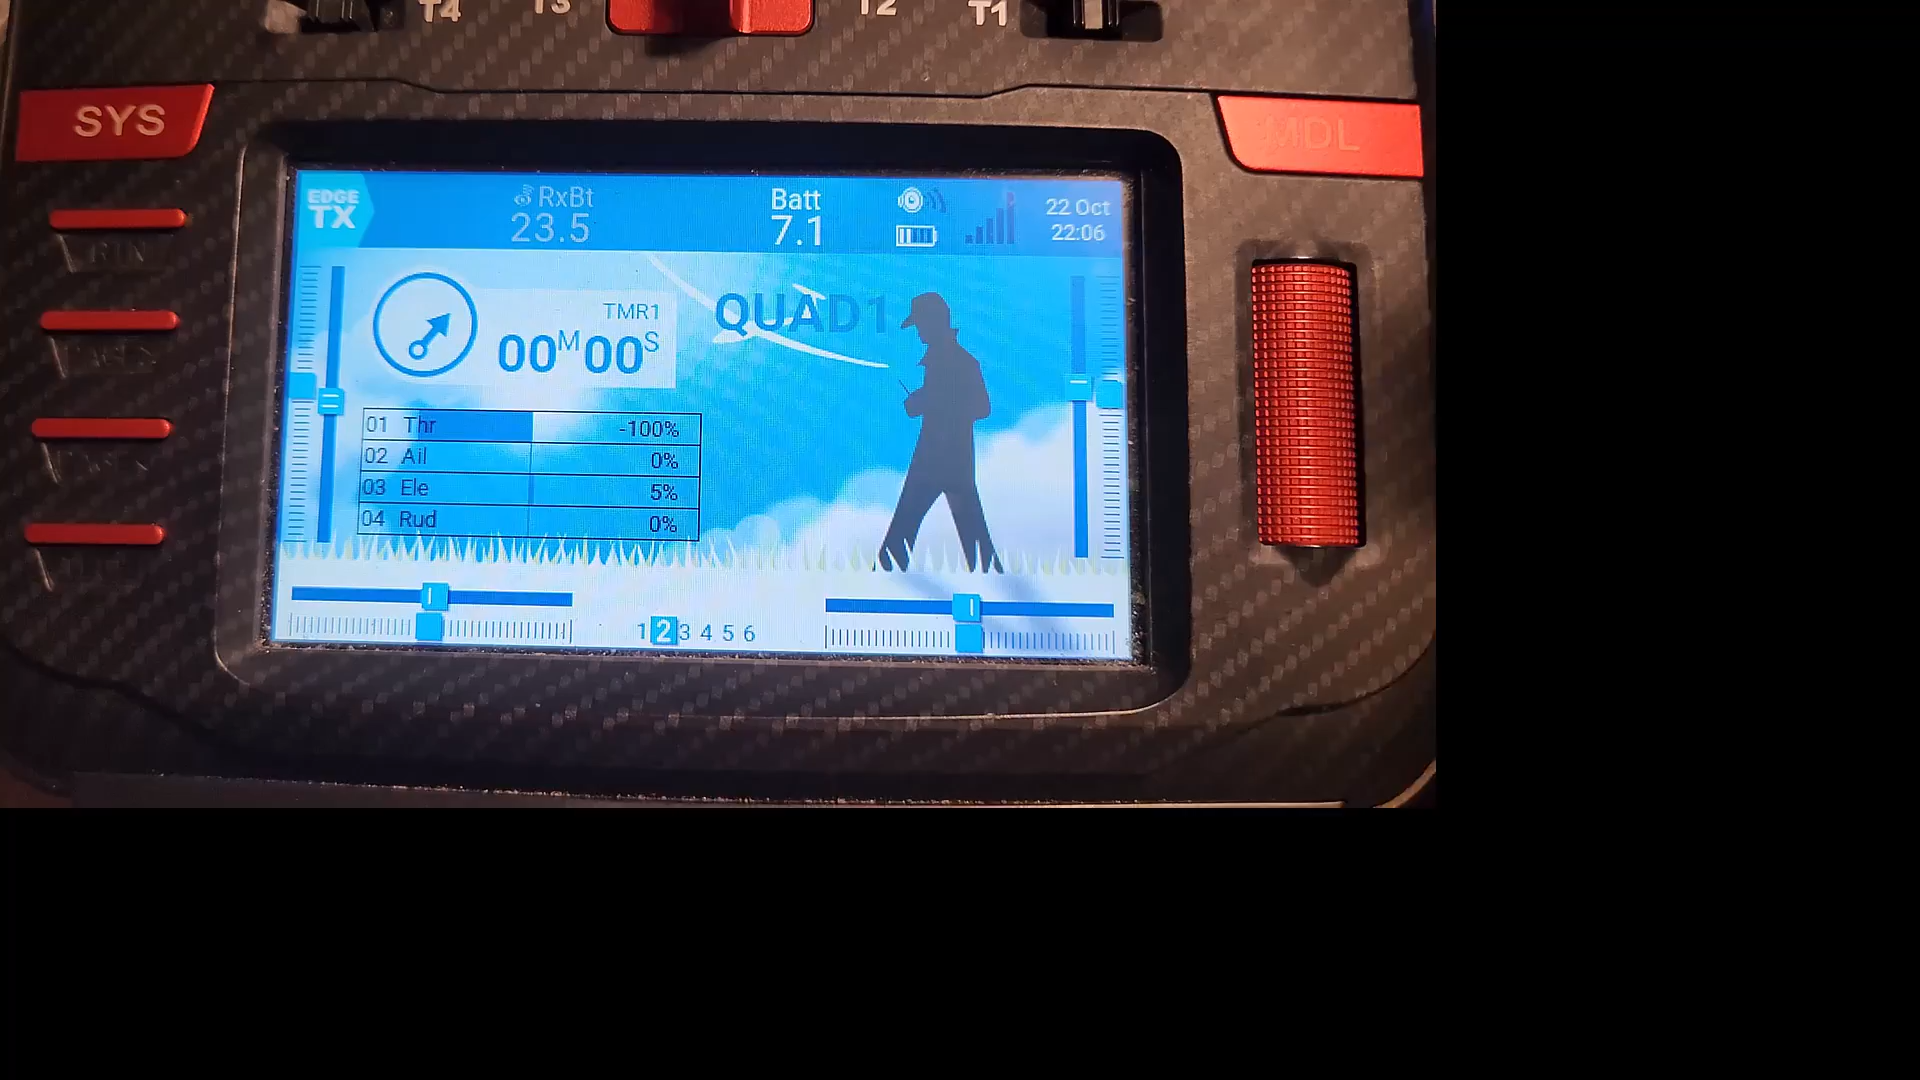 T4 T3 T2 T1
SYS
MDL
EDGE
TX
RxBt
23.5
Batt
7.1
22 Oct
22:06
TMR1
00M00S
QUAD1
01 Thr -100%
02 Ail 0%
03 Ele 5%
04 Rud 0%
1 2 3 4 5 6